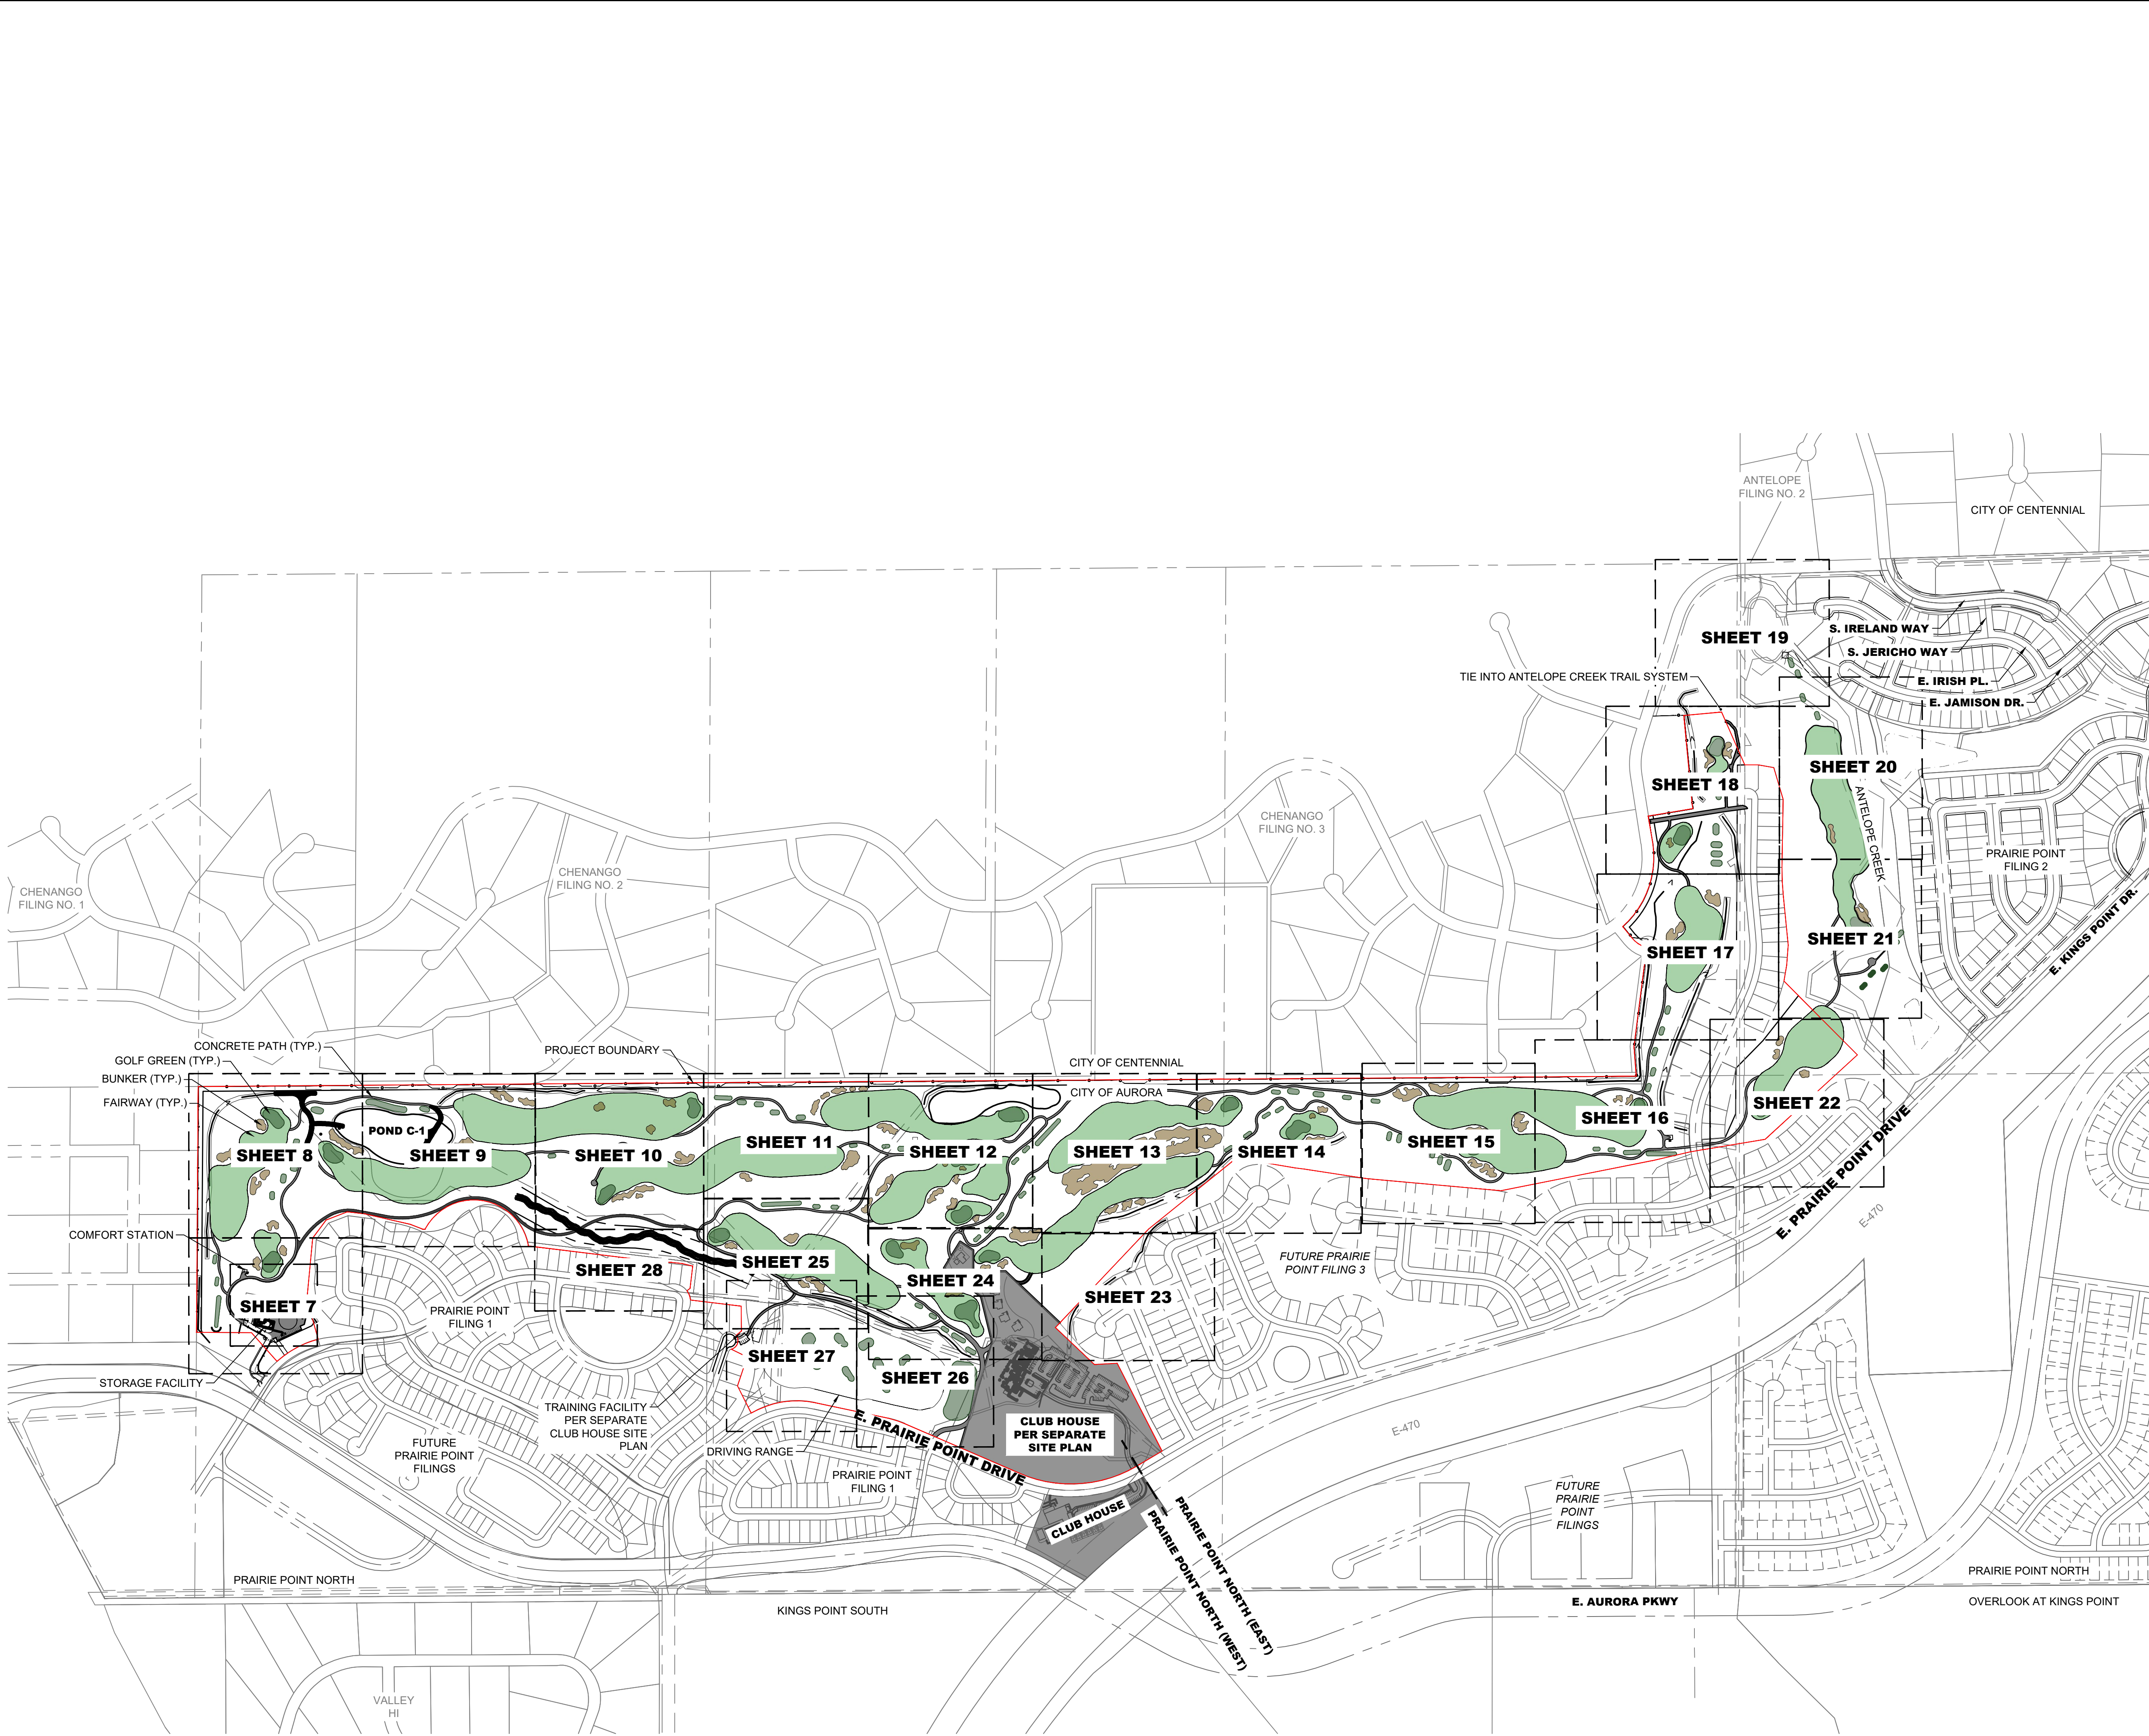 ANTELOPE
FILING NO. 2
CITY OF CENTENNIAL
SHEET 19
S. IRELAND WAY
S. JERICHO WAY
TIE INTO ANTELOPE CREEK TRAIL SYSTEM
E. IRISH PL.
E. JAMISON DR.
SHEET 20
SHEET 18
ANTELOPE CREEK
CHENANGO
FILING NO. 3
PRAIRIE POINT
FILING 2
CHENANGO
FILING NO. 2
CHENANGO
FILING NO. 1
E. KINGS POINT DR.
SHEET 21
SHEET 17
CONCRETE PATH (TYP.)
PROJECT BOUNDARY
GOLF GREEN (TYP.)
CITY OF CENTENNIAL
BUNKER (TYP.)
CITY OF AURORA
FAIRWAY (TYP.)
SHEET 22
SHEET 16
POND C-1
SHEET 8
SHEET 9
SHEET 10
SHEET 11
SHEET 12
SHEET 13
SHEET 14
SHEET 15
E. PRAIRIE POINT DRIVE
E-470
COMFORT STATION
SHEET 28
SHEET 25
FUTURE PRAIRIE
POINT FILING 3
SHEET 24
SHEET 23
SHEET 7
PRAIRIE POINT
FILING 1
SHEET 27
SHEET 26
STORAGE FACILITY
TRAINING FACILITY
PER SEPARATE
CLUB HOUSE SITE
PLAN
E. PRAIRIE POINT DRIVE
CLUB HOUSE
PER SEPARATE
SITE PLAN
E-470
FUTURE
PRAIRIE POINT
FILINGS
DRIVING RANGE
PRAIRIE POINT
FILING 1
FUTURE
PRAIRIE
POINT
FILINGS
CLUB HOUSE
PRAIRIE POINT NORTH (EAST)
PRAIRIE POINT NORTH (WEST)
PRAIRIE POINT NORTH
PRAIRIE POINT NORTH
KINGS POINT SOUTH
E. AURORA PKWY
OVERLOOK AT KINGS POINT
VALLEY
HI